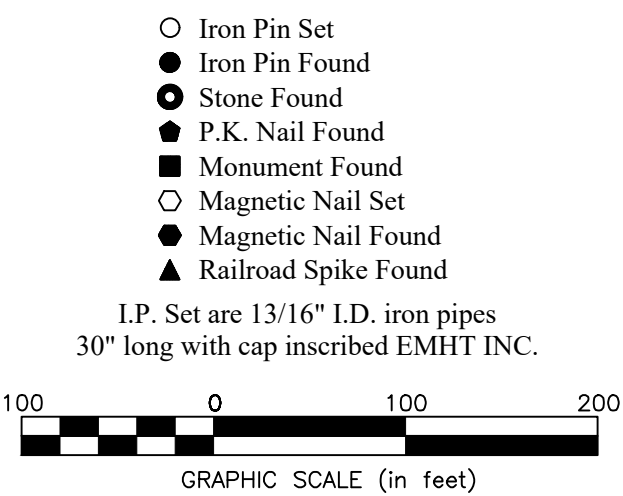 Iron Pin Set
Iron Pin Found
Stone Found
P.K. Nail Found
Monument Found
Magnetic Nail Set
Magnetic Nail Found
Railroad Spike Found
I.P. Set are 13/16" I.D. iron pipes
30" long with cap inscribed EMHT INC.
100 0 100 200
GRAPHIC SCALE (in feet)